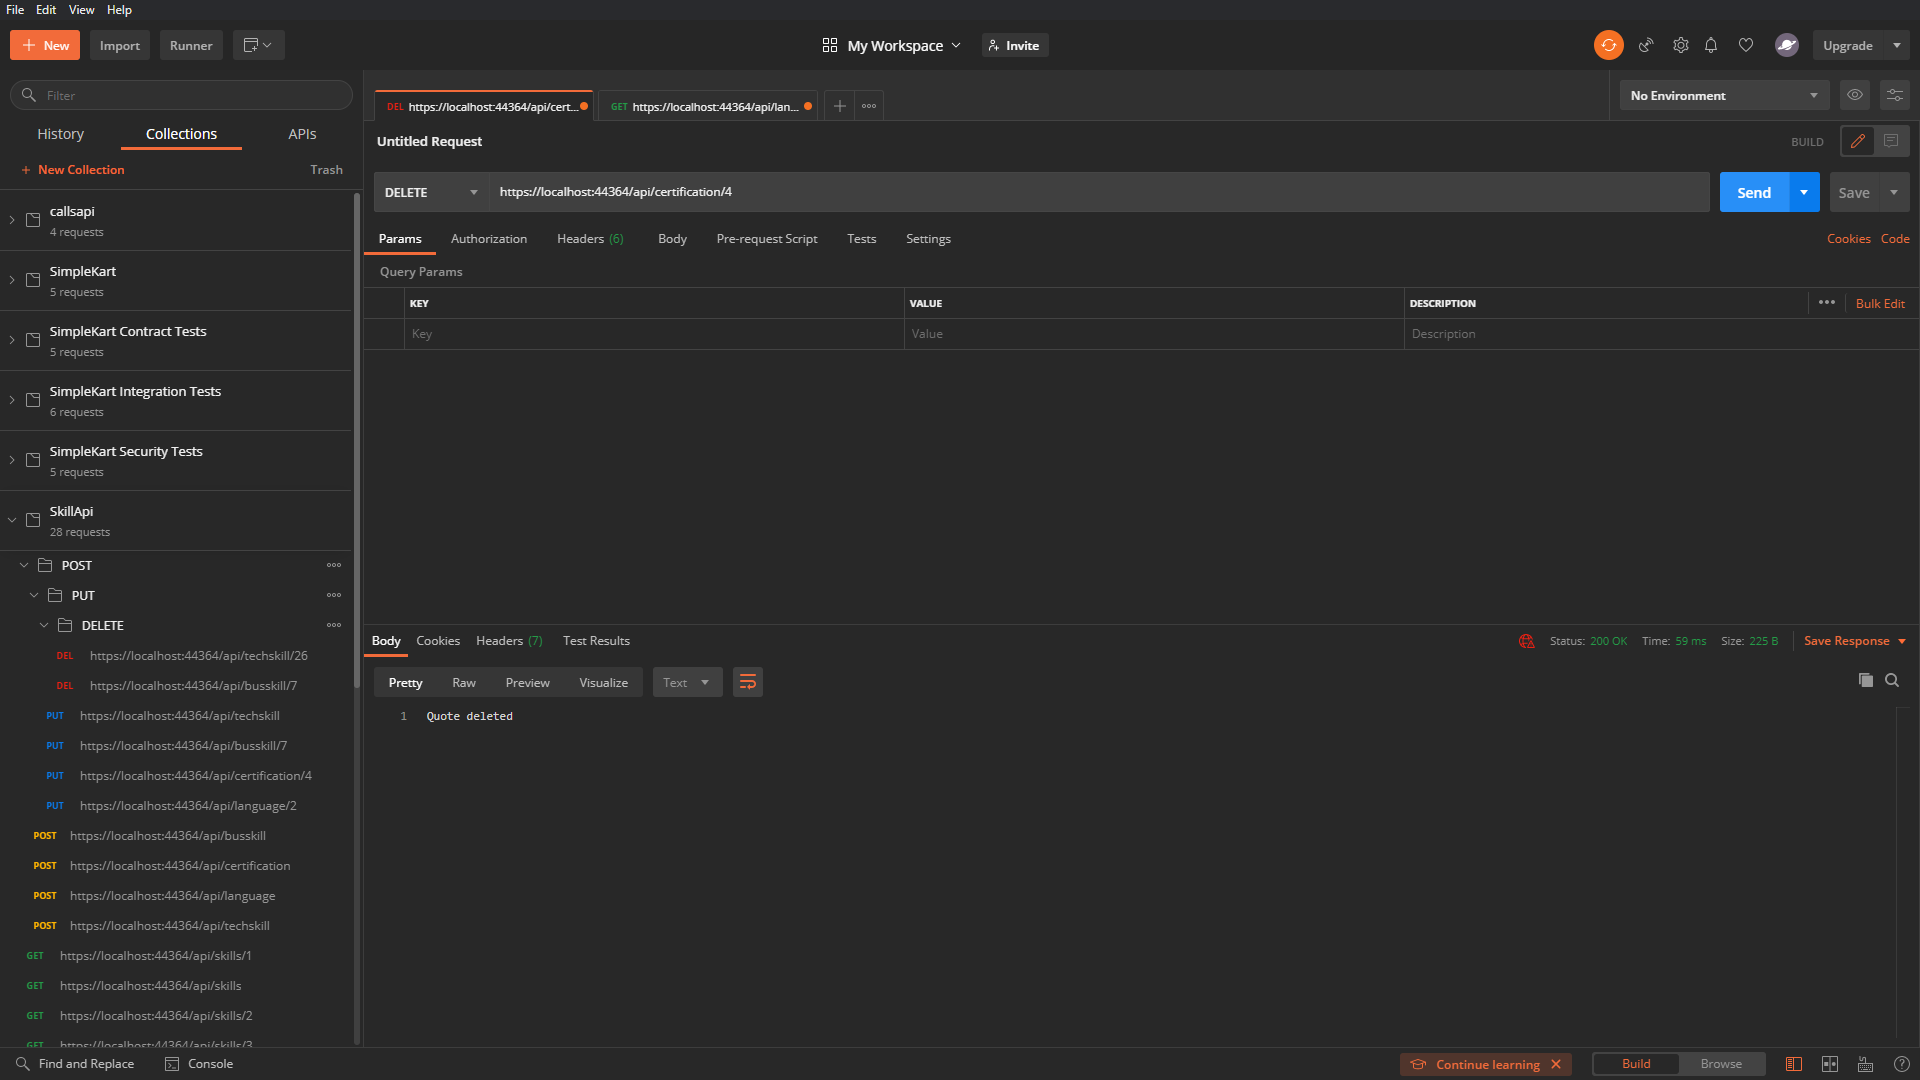 File Edit View Help
New Import Runner
My Workspace Invite
Upgrade
Filter
History Collections APIs
New Collection Trash
callsapi
4 requests
SimpleKart
5 requests
SimpleKart Contract Tests
5 requests
SimpleKart Integration Tests
6 requests
SimpleKart Security Tests
5 requests
SkillApi
28 requests
POST
PUT
DELETE
DEL https://localhost:44364/api/techskill/26
DEL https://localhost:44364/api/busskill/7
PUT https://localhost:44364/api/techskill
PUT https://localhost:44364/api/busskill/7
PUT https://localhost:44364/api/certification/4
PUT https://localhost:44364/api/language/2
POST https://localhost:44364/api/busskill
POST https://localhost:44364/api/certification
POST https://localhost:44364/api/language
POST https://localhost:44364/api/techskill
GET https://localhost:44364/api/skills/1
GET https://localhost:44364/api/skills
GET https://localhost:44364/api/skills/2
GET https://localhost:44364/api/skills/3
DEL https://localhost:44364/api/cert... GET https://localhost:44364/api/lan...
No Environment
Untitled Request
BUILD
DELETE https://localhost:44364/api/certification/4
Send Save
Params Authorization Headers (6) Body Pre-request Script Tests Settings
Cookies Code
Query Params
KEY VALUE DESCRIPTION Bulk Edit
Key Value Description
Body Cookies Headers (7) Test Results
Status: 200 OK Time: 59 ms Size: 225 B Save Response
Pretty Raw Preview Visualize Text
1 Quote deleted
Find and Replace Console
Continue learning
Build Browse